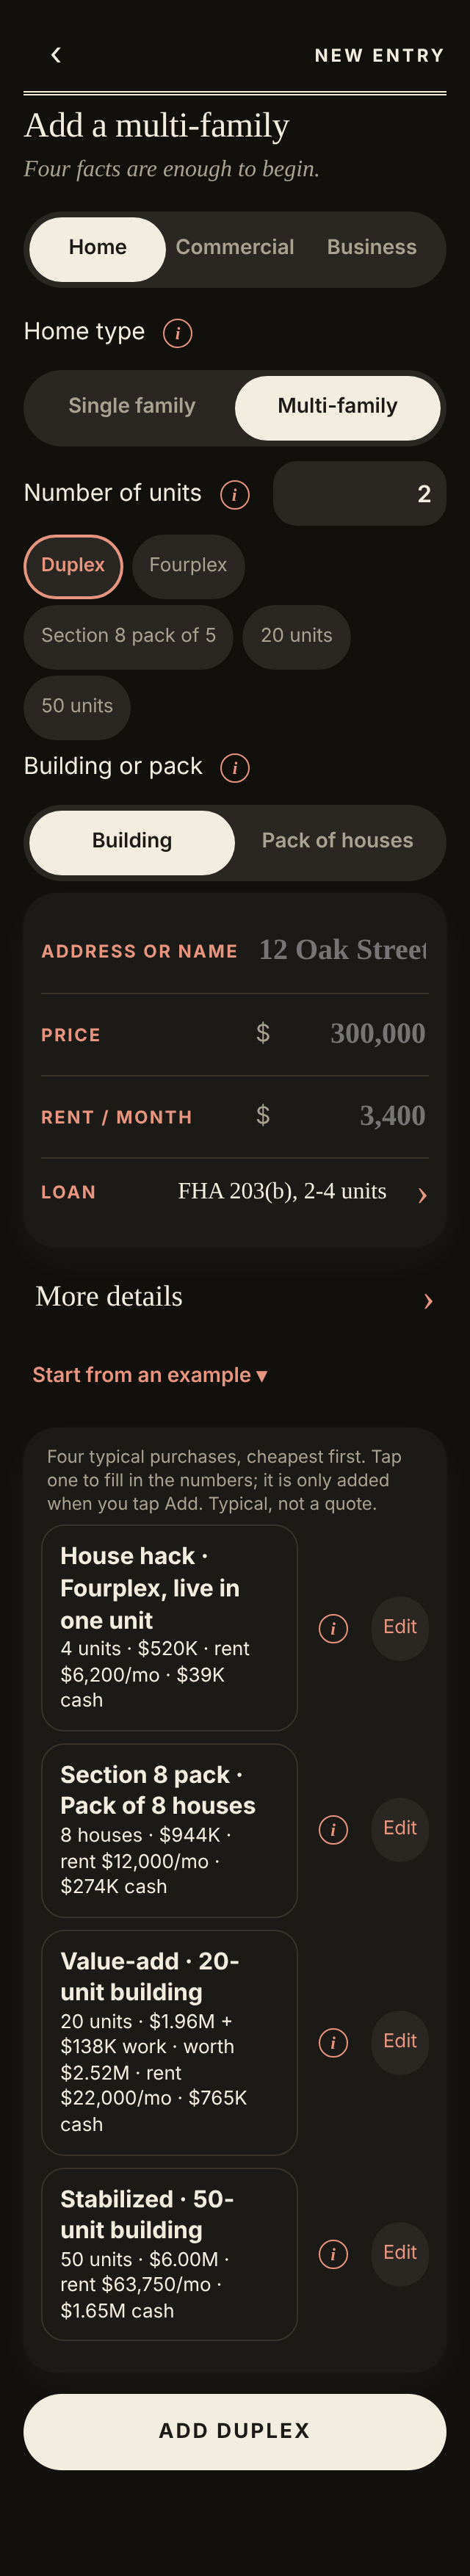 ‹ NEW ENTRY
Add a multi-family
Four facts are enough to begin.
Home Commercial Business
Home type i
Single family Multi-family
Number of units i 2
Duplex Fourplex
Section 8 pack of 5 20 units
50 units
Building or pack i
Building Pack of houses
ADDRESS OR NAME 12 Oak Street
PRICE $ 300,000
RENT / MONTH $ 3,400
LOAN FHA 203(b), 2-4 units ›
More details ›
Start from an example ▾
Four typical purchases, cheapest first. Tap
one to fill in the numbers; it is only added
when you tap Add. Typical, not a quote.
House hack ·
Fourplex, live in
one unit
4 units · $520K · rent
$6,200/mo · $39K
cash
i Edit
Section 8 pack ·
Pack of 8 houses
8 houses · $944K ·
rent $12,000/mo ·
$274K cash
i Edit
Value-add · 20-
unit building
20 units · $1.96M +
$138K work · worth
$2.52M · rent
$22,000/mo · $765K
cash
i Edit
Stabilized · 50-
unit building
50 units · $6.00M ·
rent $63,750/mo ·
$1.65M cash
i Edit
ADD DUPLEX